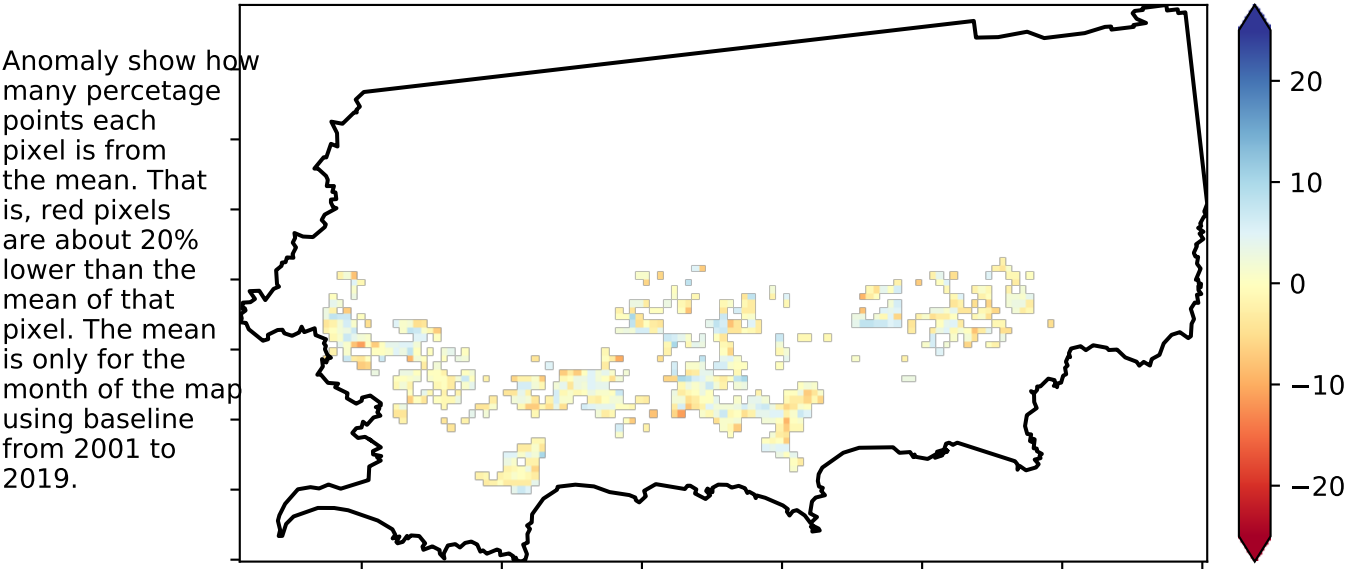 Anomaly show how
many percetage
points each
pixel is from
the mean. That
is, red pixels
are about 20%
lower than the
mean of that
pixel. The mean
is only for the
month of the map
using baseline
from 2001 to
2019.
20
10
0
−10
−20